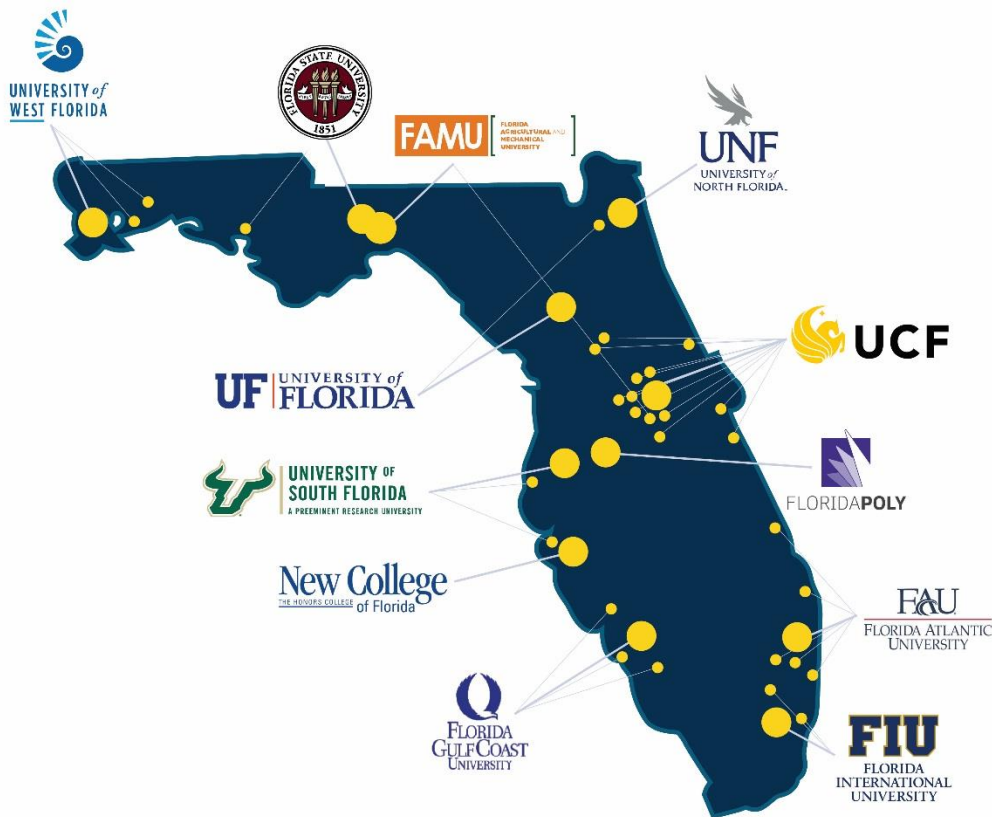 UNIVERSITY of
WEST FLORIDA
FLORIDA STATE UNIVERSITY
1851
FAMU
FLORIDA
AGRICULTURAL AND
MECHANICAL
UNIVERSITY
UNF
UNIVERSITY of
NORTH FLORIDA.
UCF
UF
UNIVERSITY of
FLORIDA
UNIVERSITY OF
SOUTH FLORIDA
A PREEMINENT RESEARCH UNIVERSITY
FLORIDAPOLY
New College
THE HONORS COLLEGE
of Florida
FAU
FLORIDA ATLANTIC
UNIVERSITY
FLORIDA
GULF COAST
UNIVERSITY
FIU
FLORIDA
INTERNATIONAL
UNIVERSITY